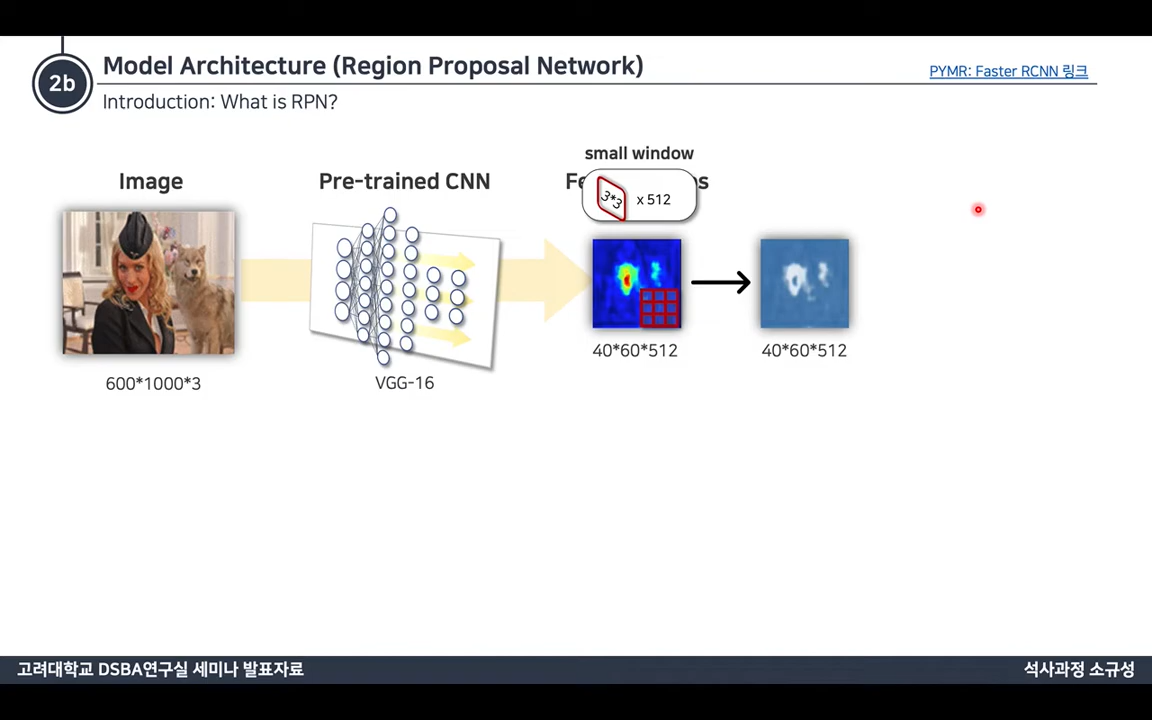 2b
Model Architecture (Region Proposal Network)
PYMR: Faster RCNN 링크
Introduction: What is RPN?
small window
Image
Pre-trained CNN
3*3 x 512
40*60*512
40*60*512
600*1000*3
VGG-16
고려대학교 DSBA연구실 세미나 발표자료
석사과정 소규성